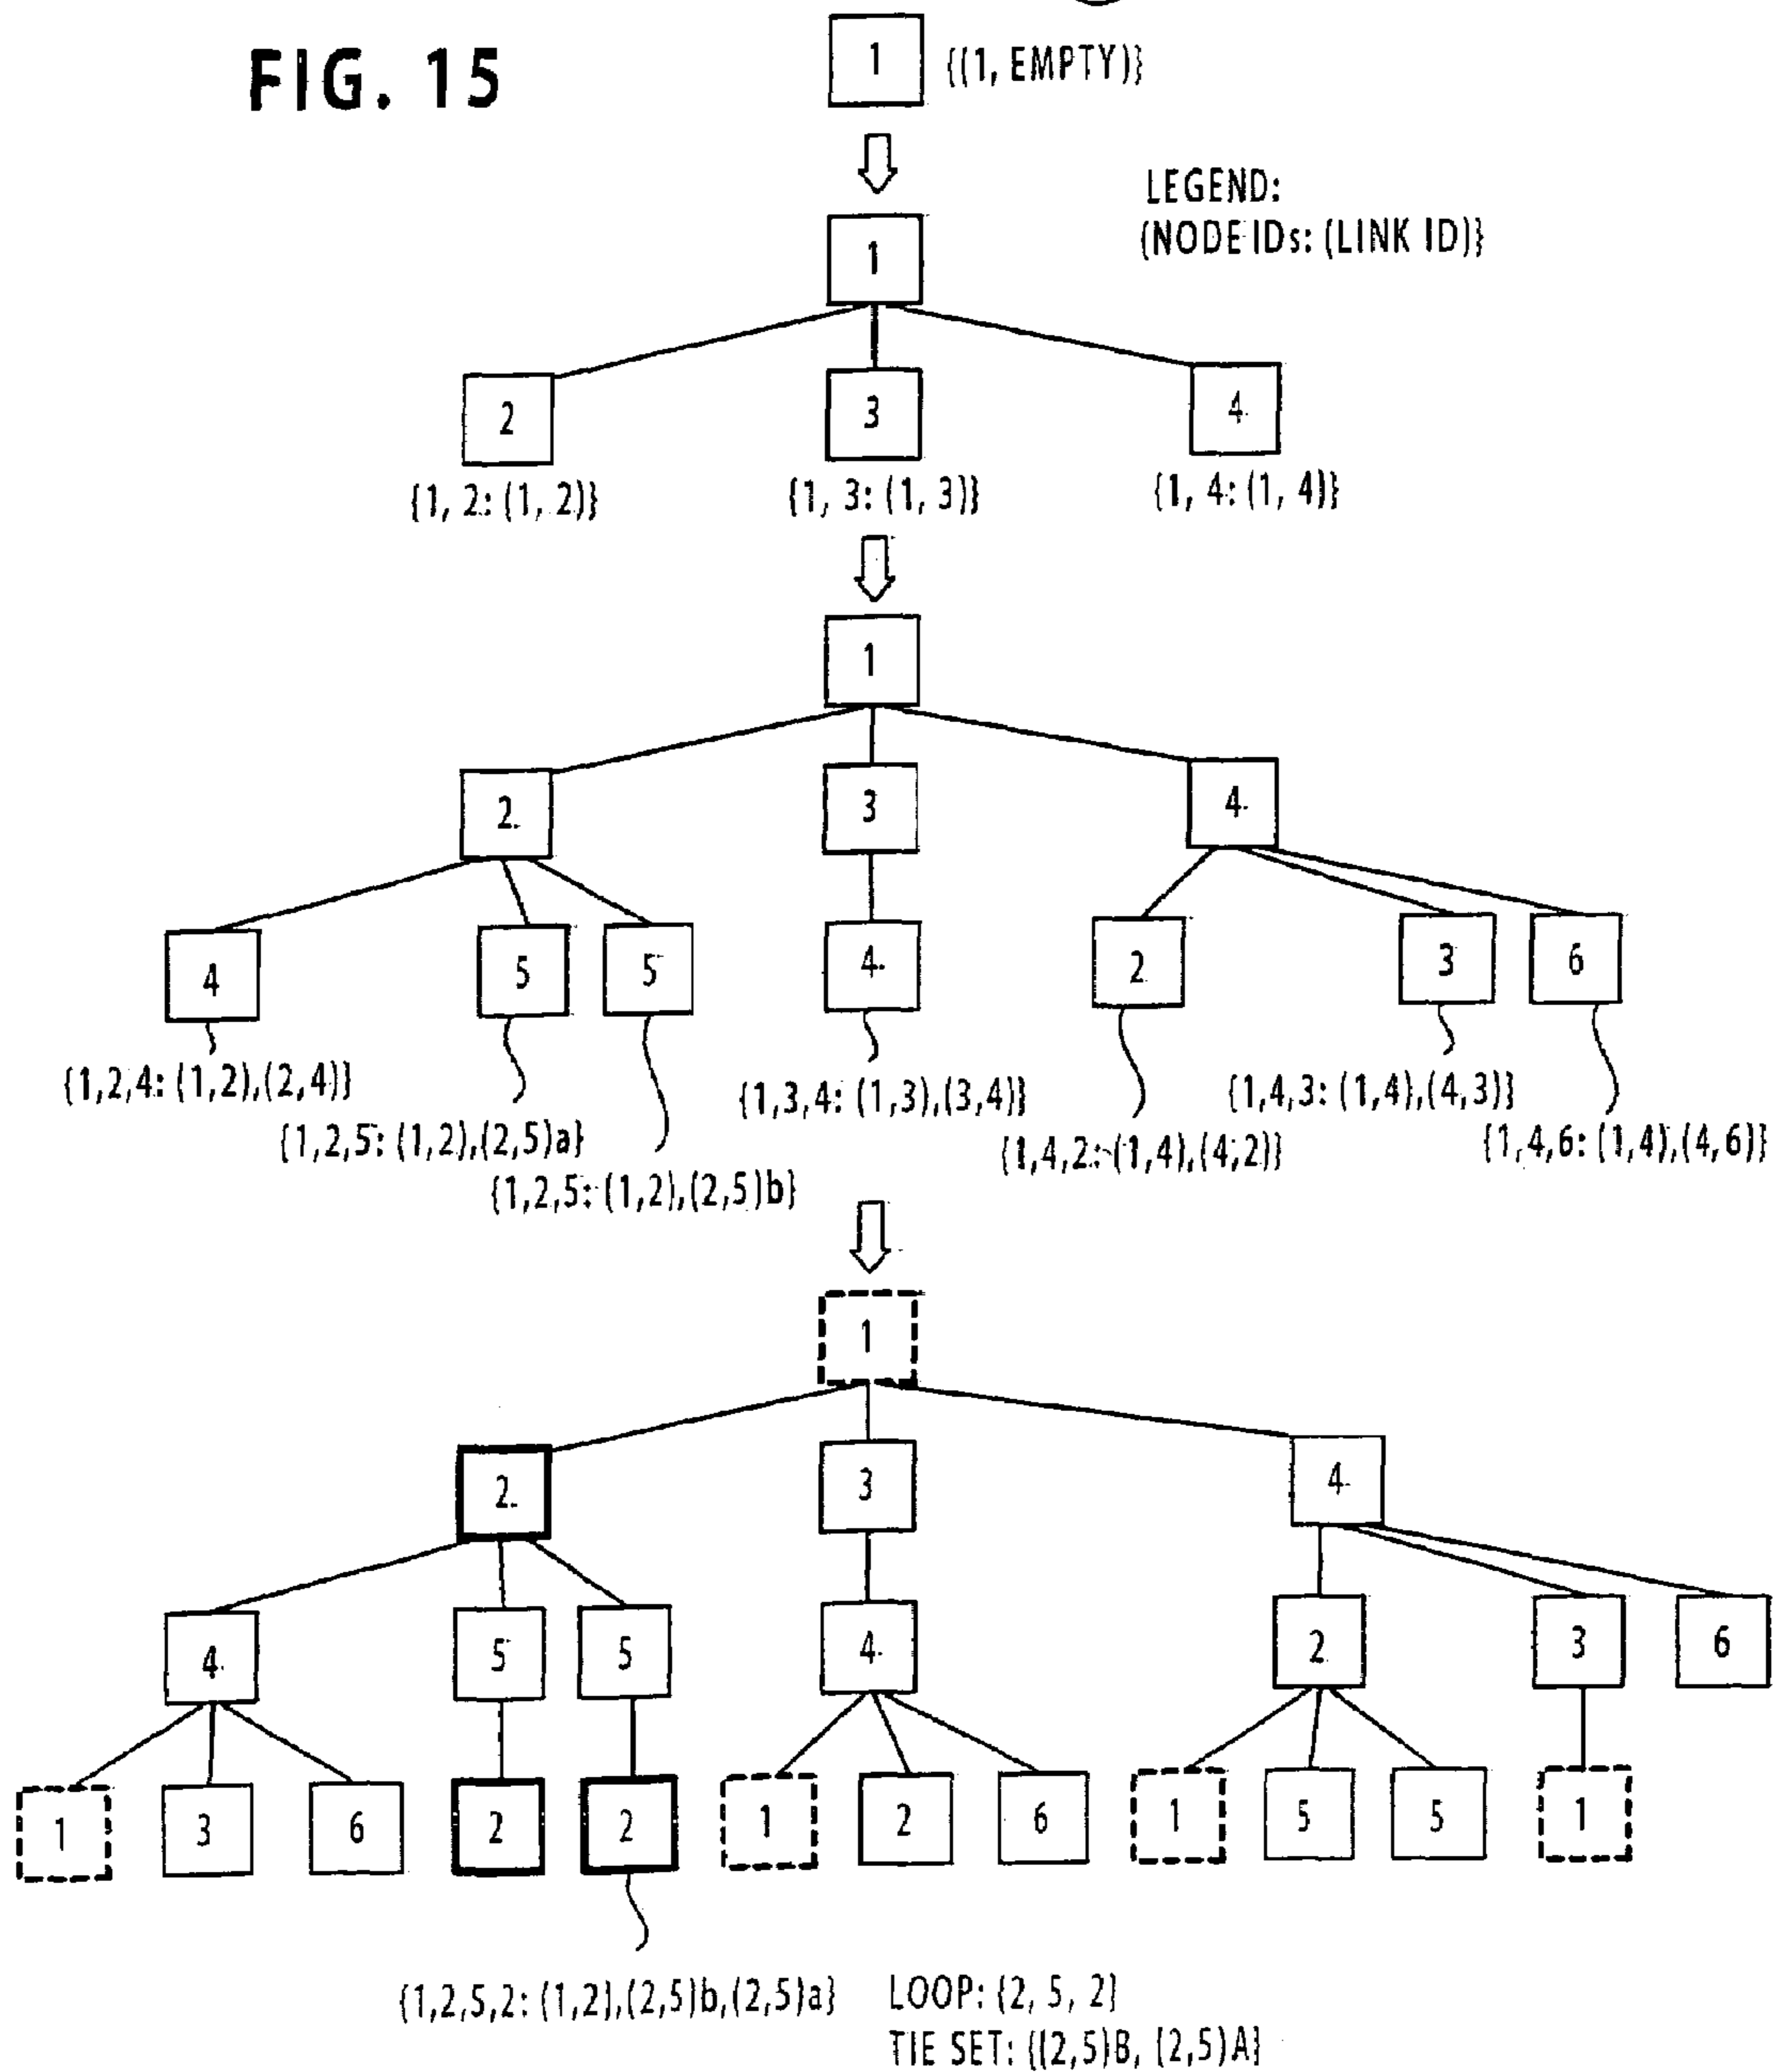 FIG. 15
1 {(1, EMPTY)}
LEGEND:
(NODE IDs: (LINK ID)}
1
2 3 4
{1, 2: (1, 2)} {1, 3: (1, 3)} {1, 4: (1, 4)}
1
2 3 4
4 5 5 4 2 3 6
{1,2,4: (1,2),(2,4)} {1,3,4: (1,3),(3,4)} {1,4,3: (1,4),(4,3)}
{1,2,5: (1,2),(2,5)a} {1,4,2: (1,4),(4,2)} {1,4,6: (1,4),(4,6)}
{1,2,5: (1,2),(2,5)b}
1
2 3 4
4 5 5 4 2 3 6
1 3 6 2 2 1 2 6 1 5 5 1
{1,2,5,2: (1,2),(2,5)b,(2,5)a} LOOP: {2, 5, 2}
TIE SET: {(2,5)B, (2,5)A}